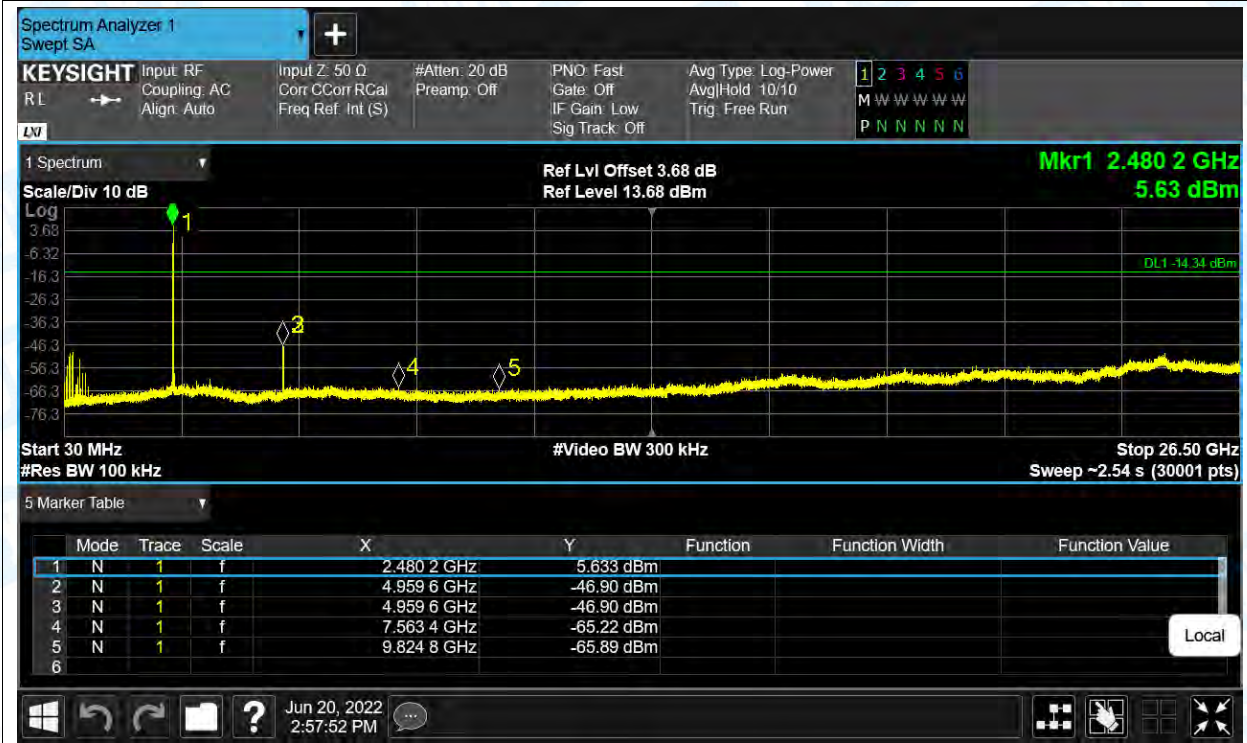 Spectrum Analyzer 1
Swept SA
+
KEYSIGHT
R L
LXI
Input: RF
Coupling: AC
Align: Auto
Input Z: 50 Ω
Corr CCorr RCal
Freq Ref: Int (S)
#Atten: 20 dB
Preamp: Off
PNO: Fast
Gate: Off
IF Gain: Low
Sig Track: Off
Avg Type: Log-Power
Avg|Hold: 10/10
Trig: Free Run
1 2 3 4 5 6
M W W W W W
P N N N N N
1 Spectrum
Scale/Div 10 dB
Ref Lvl Offset 3.68 dB
Ref Level 13.68 dBm
Mkr1 2.480 2 GHz
5.63 dBm
Log
3.68
-6.32
-16.3
-26.3
-36.3
-46.3
-56.3
-66.3
-76.3
1
3
4
5
DL1 -14.34 dBm
Start 30 MHz
#Res BW 100 kHz
#Video BW 300 kHz
Stop 26.50 GHz
Sweep ~2.54 s (30001 pts)
5 Marker Table
Mode Trace Scale X Y Function Function Width Function Value
1 N 1 f 2.480 2 GHz 5.633 dBm
2 N 1 f 4.959 6 GHz -46.90 dBm
3 N 1 f 4.959 6 GHz -46.90 dBm
4 N 1 f 7.563 4 GHz -65.22 dBm
5 N 1 f 9.824 8 GHz -65.89 dBm
6
Local
?
Jun 20, 2022
2:57:52 PM